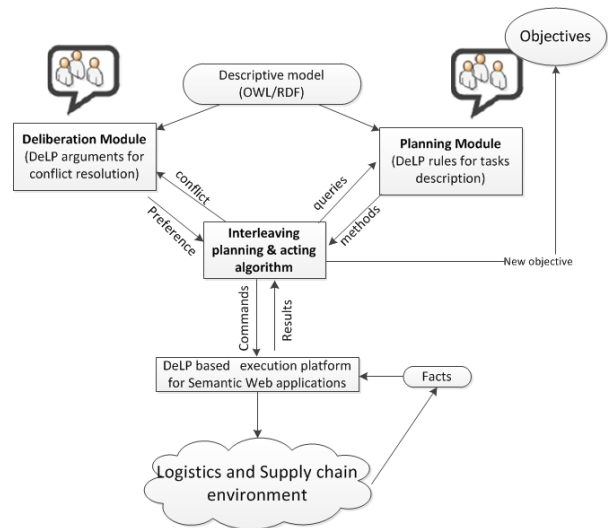 Objectives
Descriptive model
(OWL/RDF)
Deliberation Module
(DeLP arguments for
conflict resolution)
Planning Module
(DeLP rules for tasks
description)
conflict
queries
Preference
methods
Interleaving
planning & acting
algorithm
New objective
Commands
Results
DeLP based execution platform
for Semantic Web applications
Facts
Logistics and Supply chain
environment